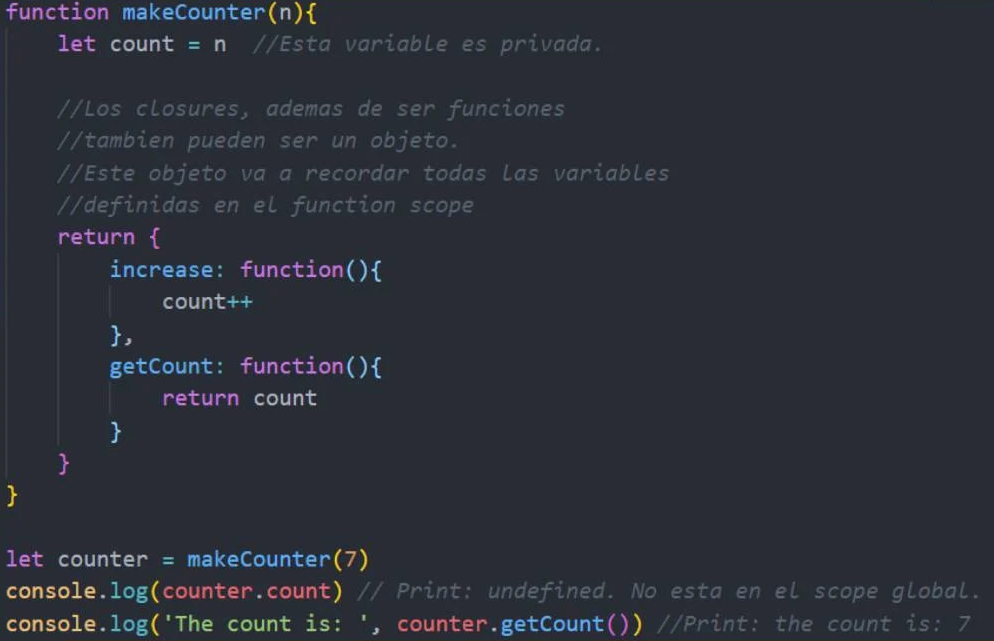 function makeCounter(n){
let count = n //Esta variable es privada.
//Los closures, ademas de ser funciones
//tambien pueden ser un objeto.
//Este objeto va a recordar todas las variables
//definidas en el function scope
return {
increase: function(){
count++
},
getCount: function(){
return count
}
}
}
let counter = makeCounter(7)
console.log(counter.count) // Print: undefined. No esta en el scope global.
console.log('The count is: ', counter.getCount()) //Print: the count is: 7